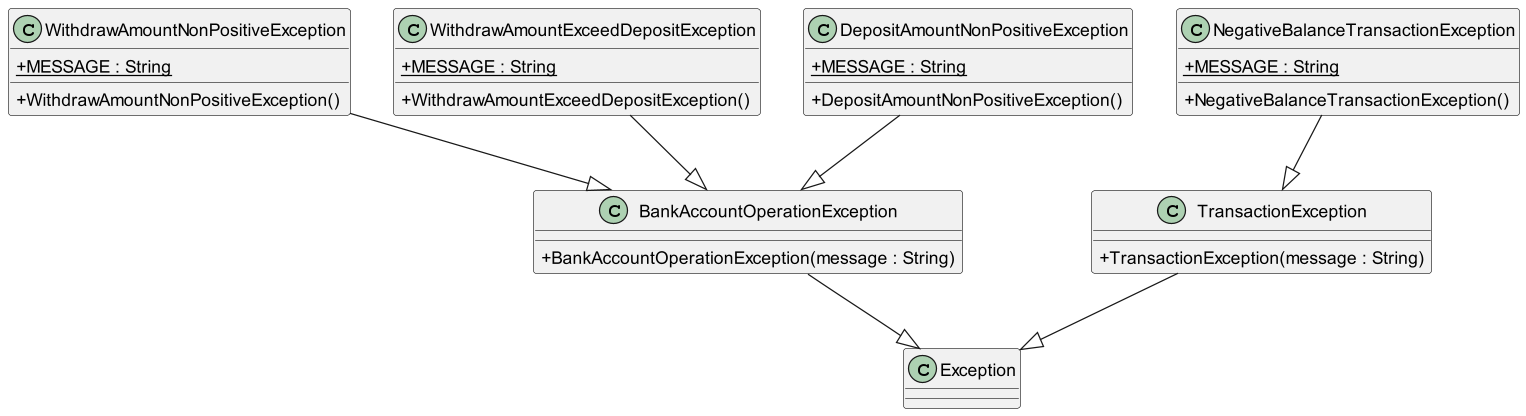 C WithdrawAmountNonPositiveException
+MESSAGE : String
+WithdrawAmountNonPositiveException()
C WithdrawAmountExceedDepositException
+MESSAGE : String
+WithdrawAmountExceedDepositException()
C DepositAmountNonPositiveException
+MESSAGE : String
+DepositAmountNonPositiveException()
C NegativeBalanceTransactionException
+MESSAGE : String
+NegativeBalanceTransactionException()
C BankAccountOperationException
+BankAccountOperationException(message : String)
C TransactionException
+TransactionException(message : String)
C Exception